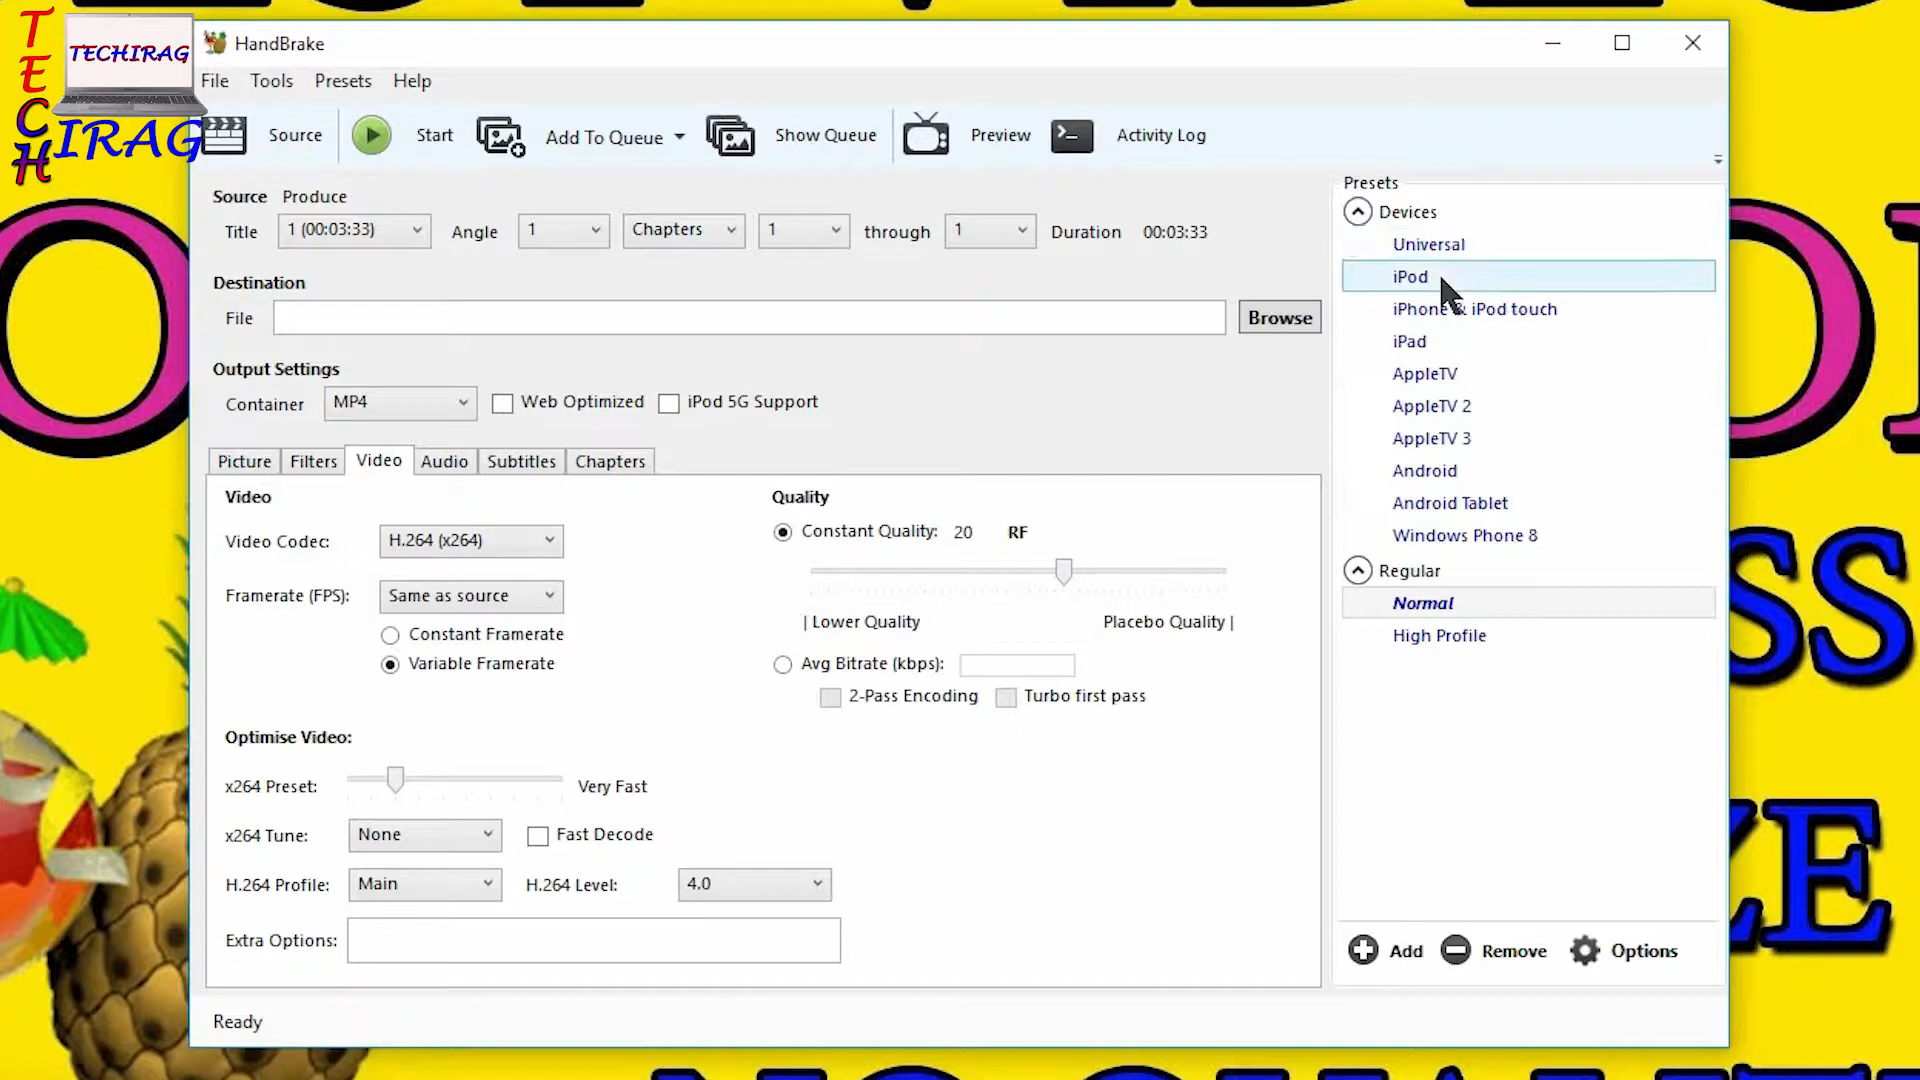 TECH
TECHIRAG
IRAG
HandBrake
File Tools Presets Help
Source Start Add To Queue Show Queue Preview Activity Log
Source Produce
Title 1 (00:03:33) Angle 1 Chapters 1 through 1 Duration 00:03:33
Destination
File Browse
Output Settings
Container MP4 Web Optimized iPod 5G Support
Picture Filters Video Audio Subtitles Chapters
Video
Video Codec: H.264 (x264)
Framerate (FPS): Same as source
Constant Framerate
Variable Framerate
Quality
Constant Quality: 20 RF
| Lower Quality Placebo Quality |
Avg Bitrate (kbps):
2-Pass Encoding Turbo first pass
Optimise Video:
x264 Preset: Very Fast
x264 Tune: None Fast Decode
H.264 Profile: Main H.264 Level: 4.0
Extra Options:
Presets
Devices
Universal
iPod
iPhone & iPod touch
iPad
AppleTV
AppleTV 2
AppleTV 3
Android
Android Tablet
Windows Phone 8
Regular
Normal
High Profile
Add Remove Options
Ready